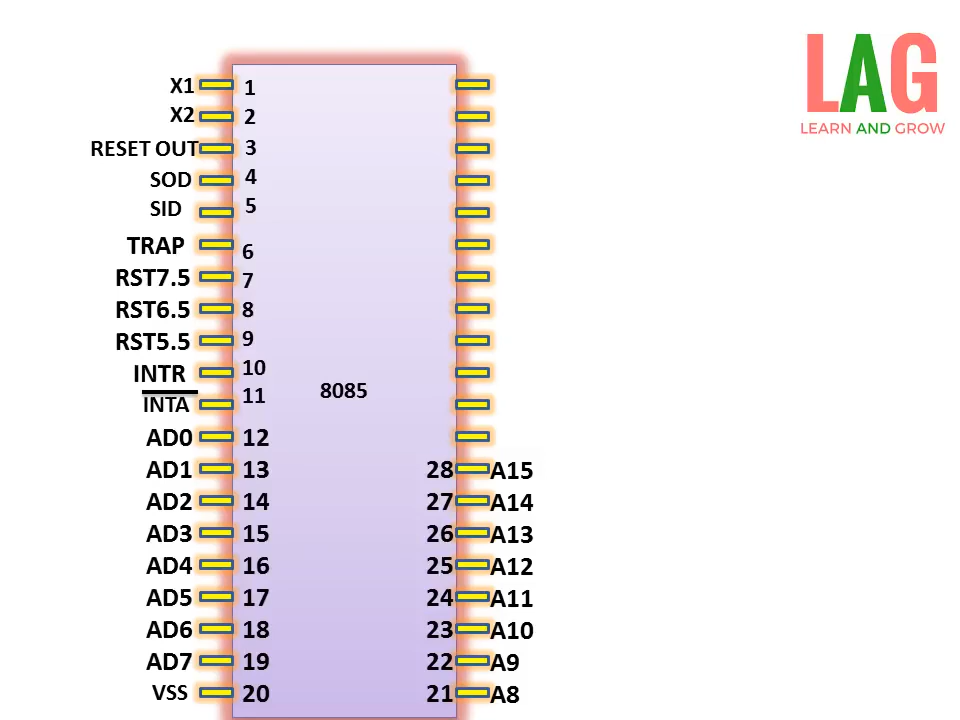 LAG
LEARN AND GROW
X1 1
X2 2
RESET OUT 3
SOD 4
SID 5
TRAP 6
RST7.5 7
RST6.5 8
RST5.5 9
INTR 10
INTA 11
8085
AD0 12
AD1 13 28 A15
AD2 14 27 A14
AD3 15 26 A13
AD4 16 25 A12
AD5 17 24 A11
AD6 18 23 A10
AD7 19 22 A9
VSS 20 21 A8